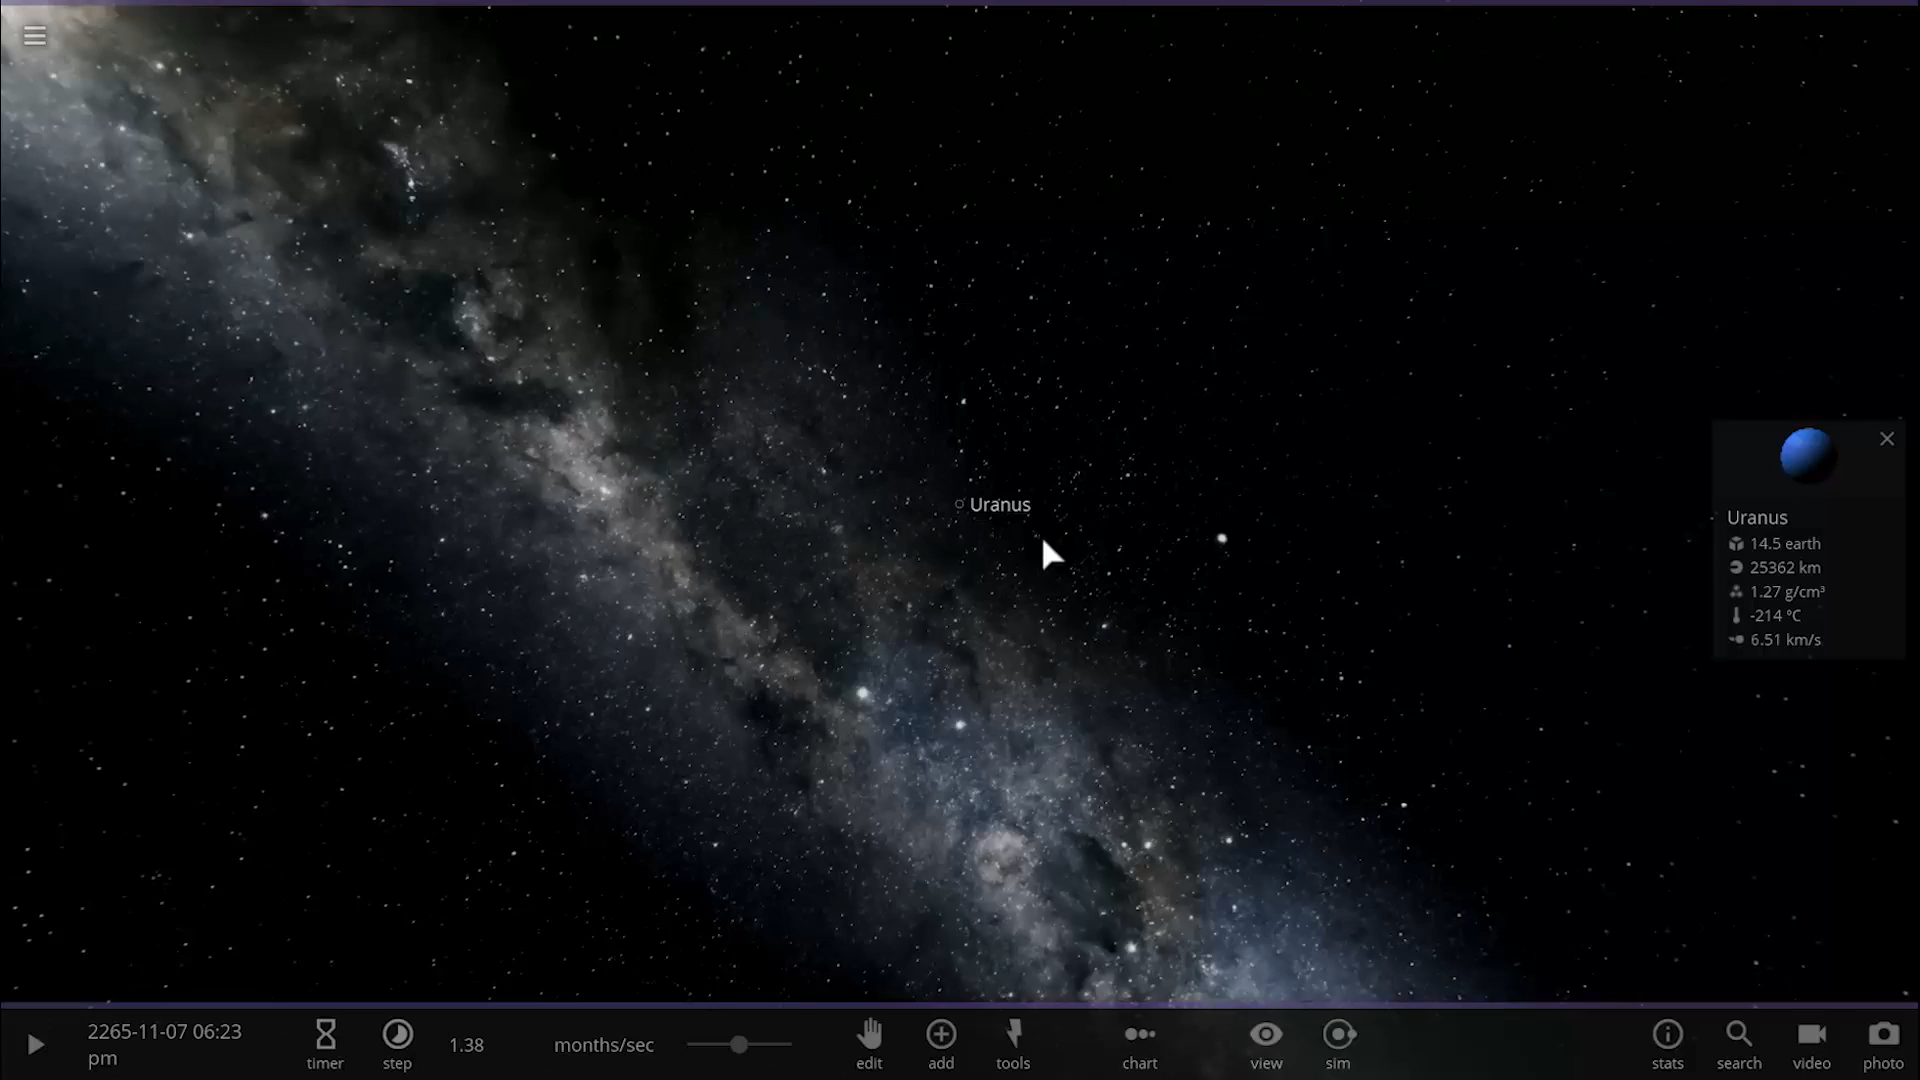 Uranus
Uranus
14.5 earth
25362 km
1.27 g/cm³
-214 °C
6.51 km/s
2265-11-07 06:23
pm
timer
step
1.38
months/sec
edit
add
tools
chart
view
sim
stats
search
video
photo